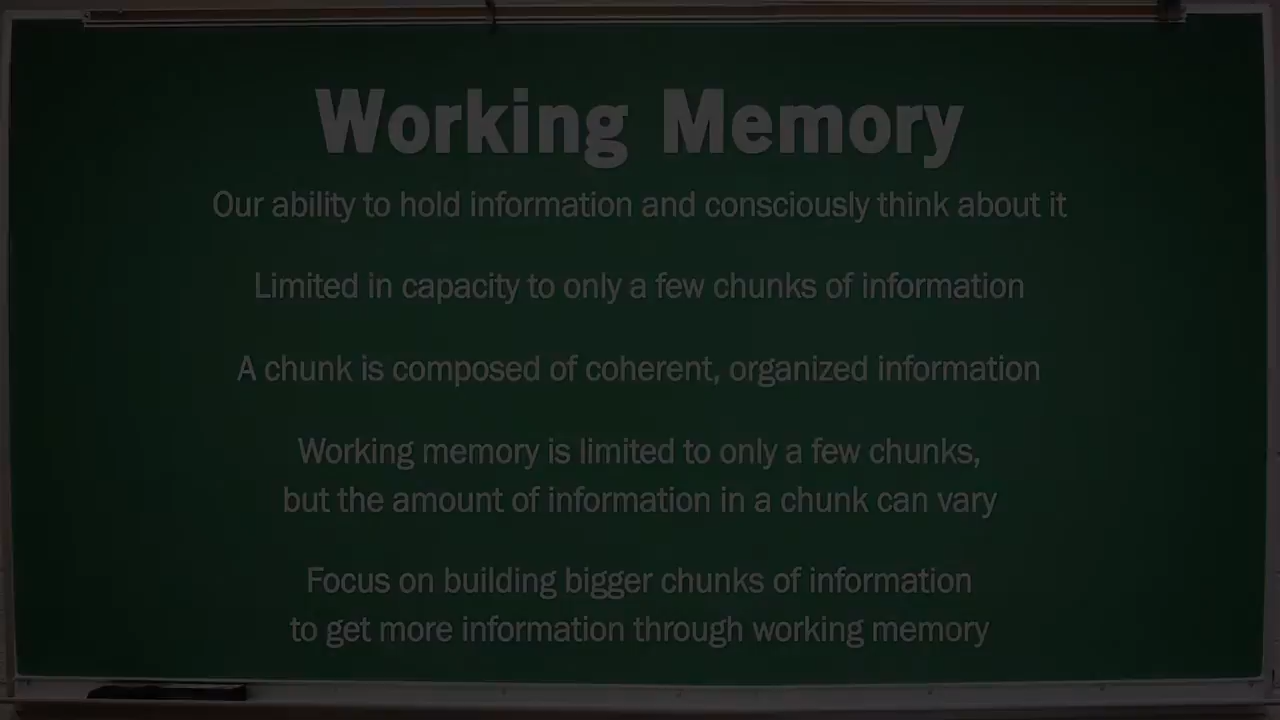 Working Memory
Our ability to hold information and consciously think about it
Limited in capacity to only a few chunks of information
A chunk is composed of coherent, organized information
Working memory is limited to only a few chunks,
but the amount of information in a chunk can vary
Focus on building bigger chunks of information
to get more information through working memory